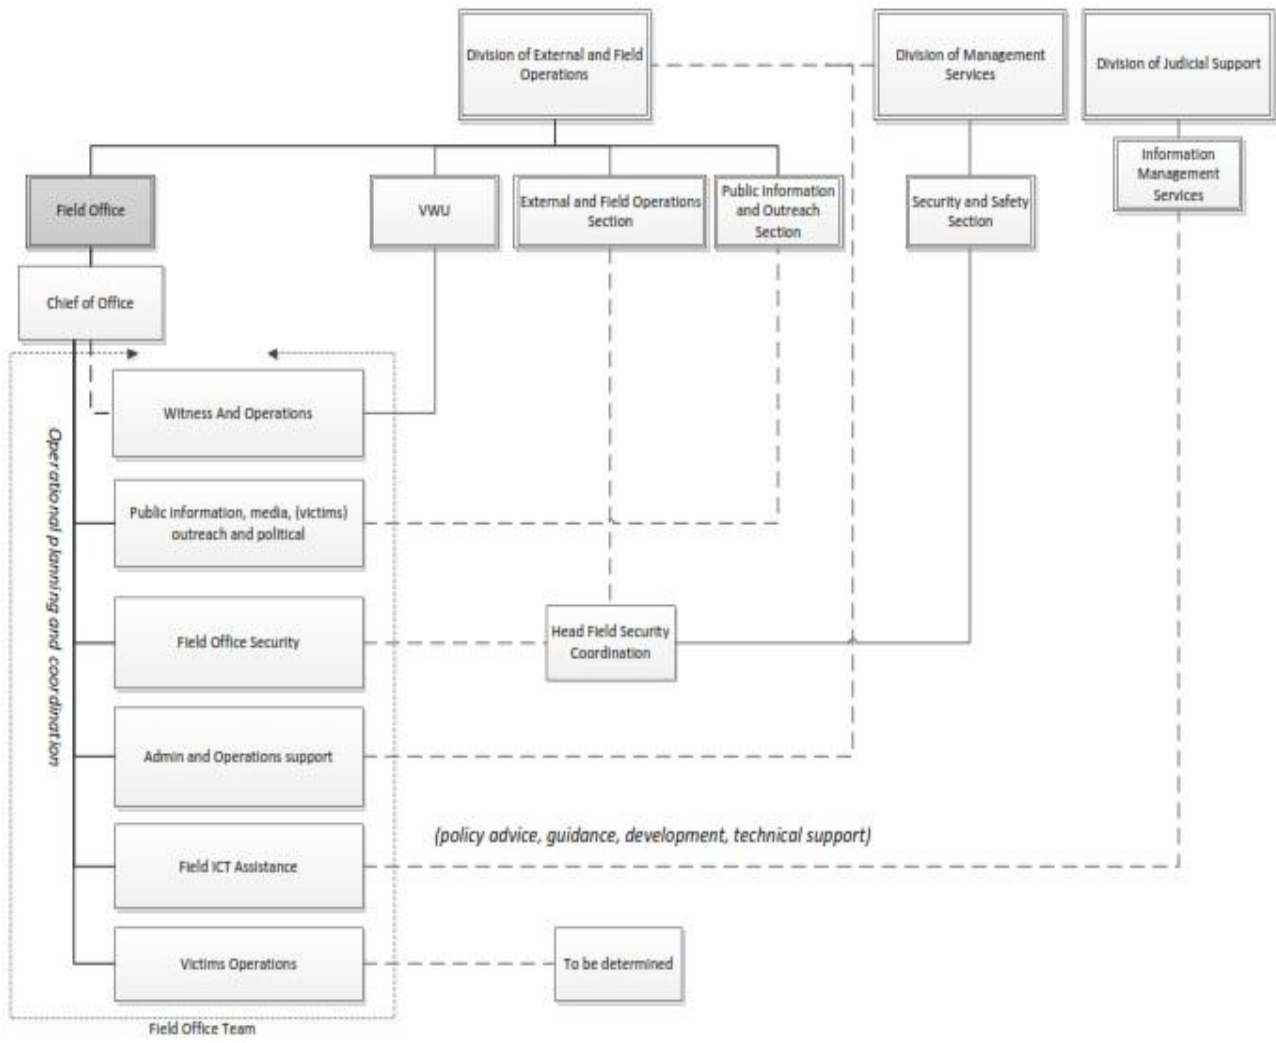 Division of External and Field
Operations
Division of Management
Services
Division of Judicial Support
Information
Management
Services
Field Office
VWU
External and Field Operations
Section
Public Information
and Outreach
Section
Security and Safety
Section
Chief of Office
Witness And Operations
Operational planning and coordination
Public information, media, (victims)
outreach and political
Field Office Security
Head Field Security
Coordination
Admin and Operations support
(policy advice, guidance, development, technical support)
Field ICT Assistance
Victims Operations
To be determined
Field Office Team